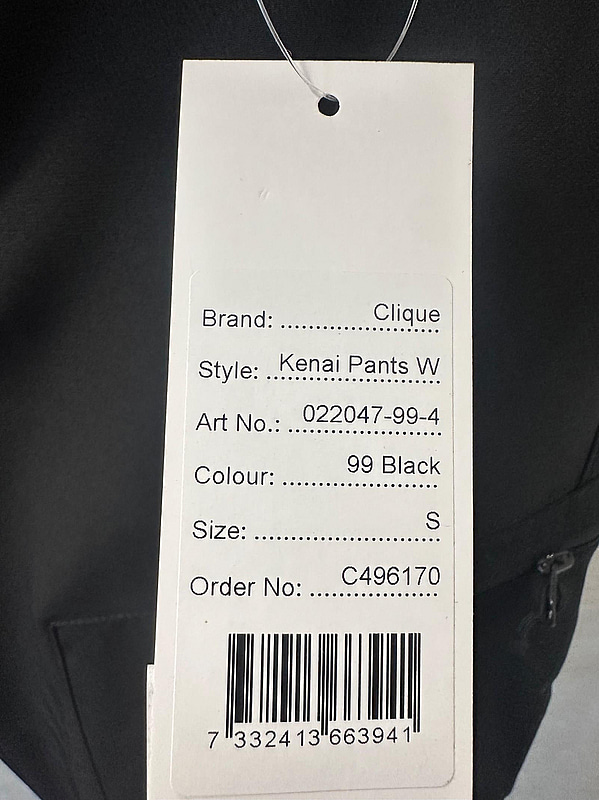 Brand: Clique
Style: Kenai Pants W
Art No.: 022047-99-4
Colour: 99 Black
Size: S
Order No: C496170
7 332413 663941